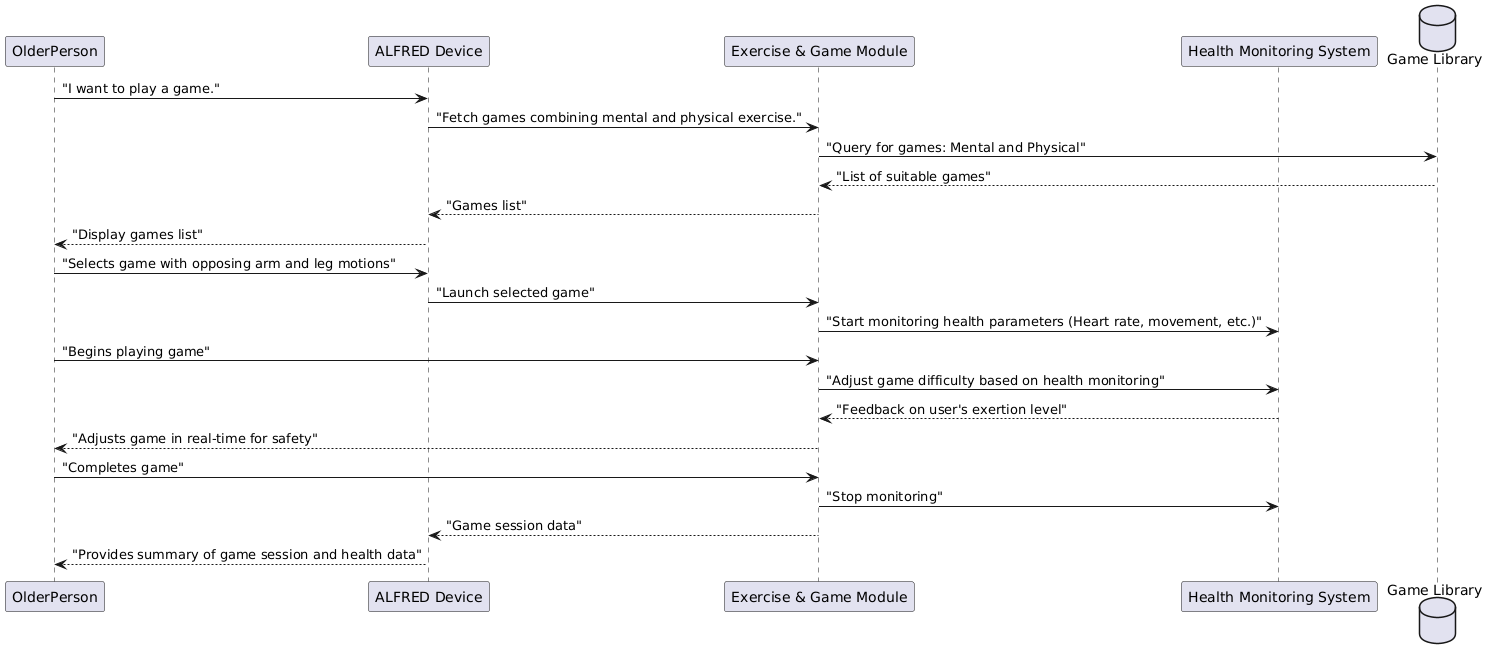 OlderPerson
ALFRED Device
Exercise & Game Module
Health Monitoring System
Game Library
"I want to play a game."
"Fetch games combining mental and physical exercise."
"Query for games: Mental and Physical"
"List of suitable games"
"Games list"
"Display games list"
"Selects game with opposing arm and leg motions"
"Launch selected game"
"Start monitoring health parameters (Heart rate, movement, etc.)"
"Begins playing game"
"Adjust game difficulty based on health monitoring"
"Feedback on user's exertion level"
"Adjusts game in real-time for safety"
"Completes game"
"Stop monitoring"
"Game session data"
"Provides summary of game session and health data"
OlderPerson
ALFRED Device
Exercise & Game Module
Health Monitoring System
Game Library